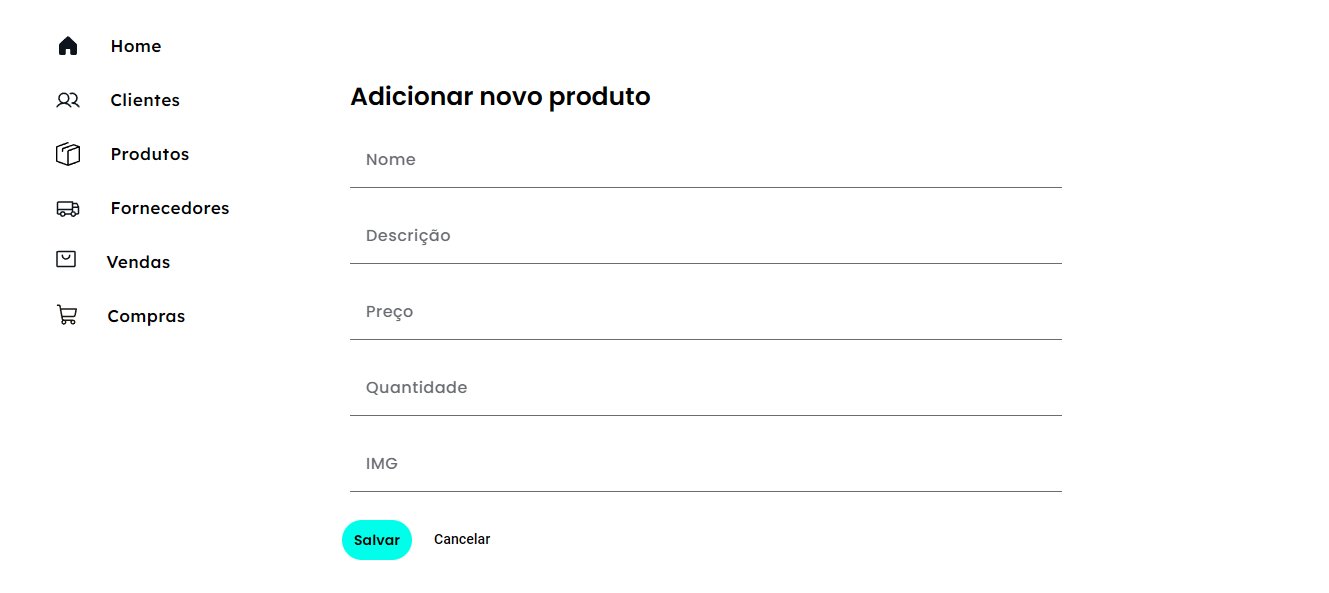 Home
Clientes
Produtos
Fornecedores
Vendas
Compras
Adicionar novo produto
Nome
Descrição
Preço
Quantidade
IMG
Salvar
Cancelar